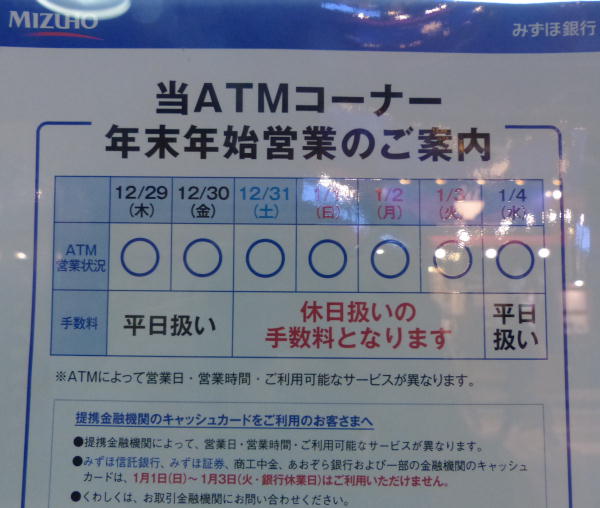 MIZUHO
みずほ銀行
当ATMコーナー
年末年始営業のご案内
12/29 12/30 12/31 1/1 1/2 1/3 1/4
(木) (金) (土) (日) (月) (火) (水)
ATM
営業状況 ○ ○ ○ ○ ○ ○ ○
手数料 平日扱い 休日扱いの
手数料となります 平日
扱い
※ATMによって営業日・営業時間・ご利用可能なサービスが異なります。
提携金融機関のキャッシュカードをご利用のお客さまへ
●提携金融機関によって、営業日・営業時間・ご利用可能なサービスが異なります。
●みずほ信託銀行、みずほ証券、商工中金、あおぞら銀行および一部の金融機関のキャッシュ
カードは、1月1日(日)～1月3日(火・銀行休業日)はご利用いただけません。
●くわしくは、お取引金融機関にお問い合わせください。